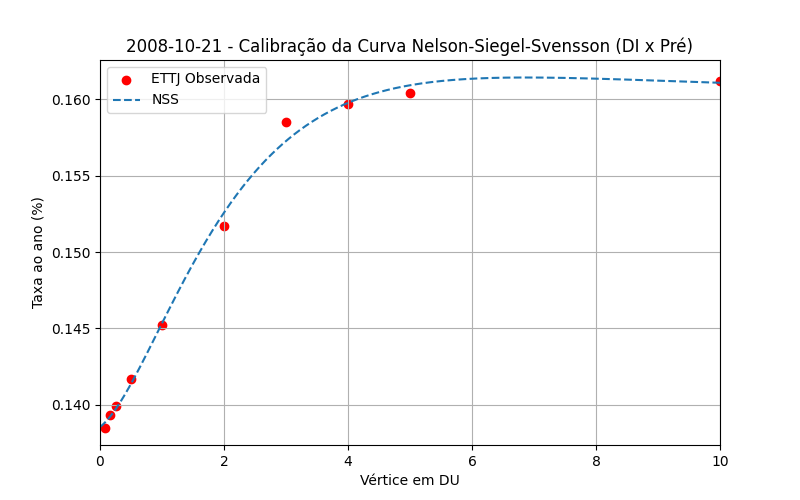 2008-10-21 - Calibração da Curva Nelson-Siegel-Svensson (DI x Pré)
ETTJ Observada
NSS
Taxa ao ano (%)
0.160
0.155
0.150
0.145
0.140
0 2 4 6 8 10
Vértice em DU